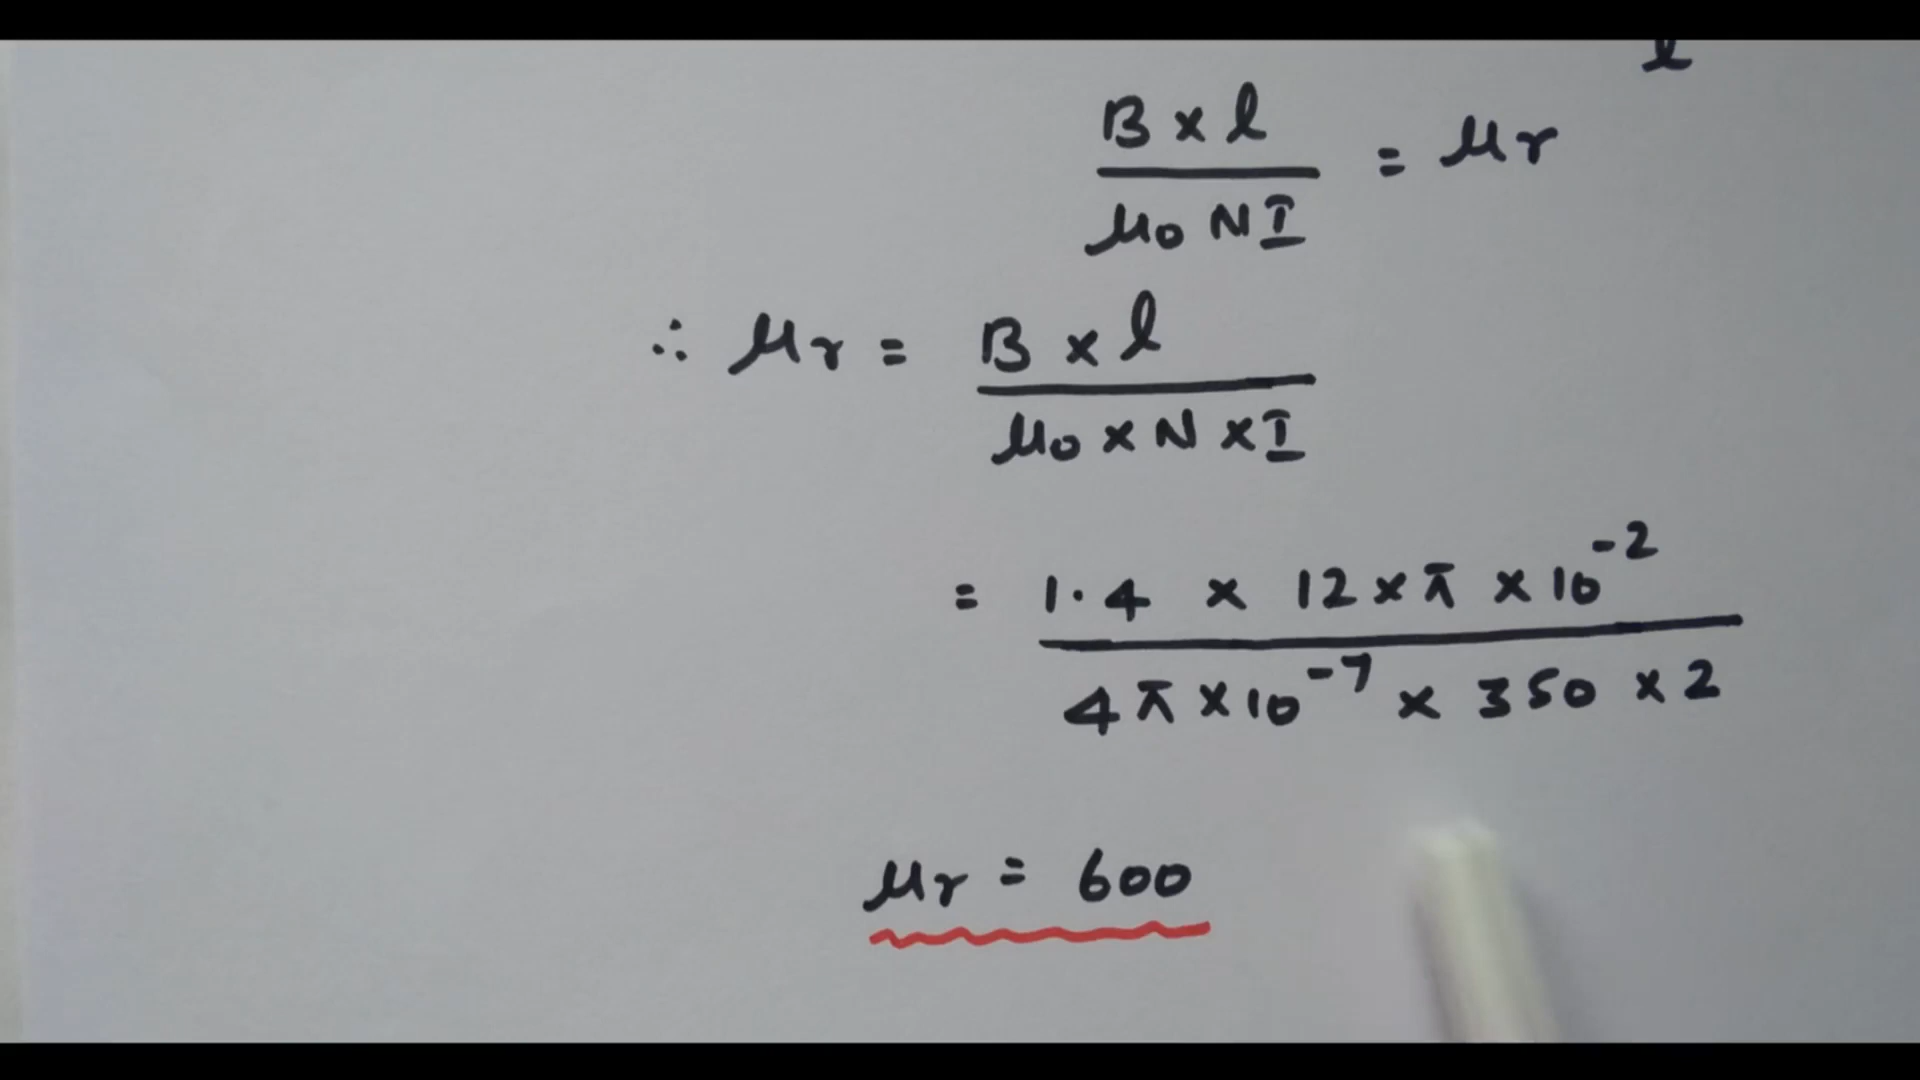 l
B × l / μ₀ N I = μr
∴ μr = B × l / μ₀ × N × I
= 1.4 × 12 × π × 10⁻² / 4π × 10⁻⁷ × 350 × 2
μr = 600